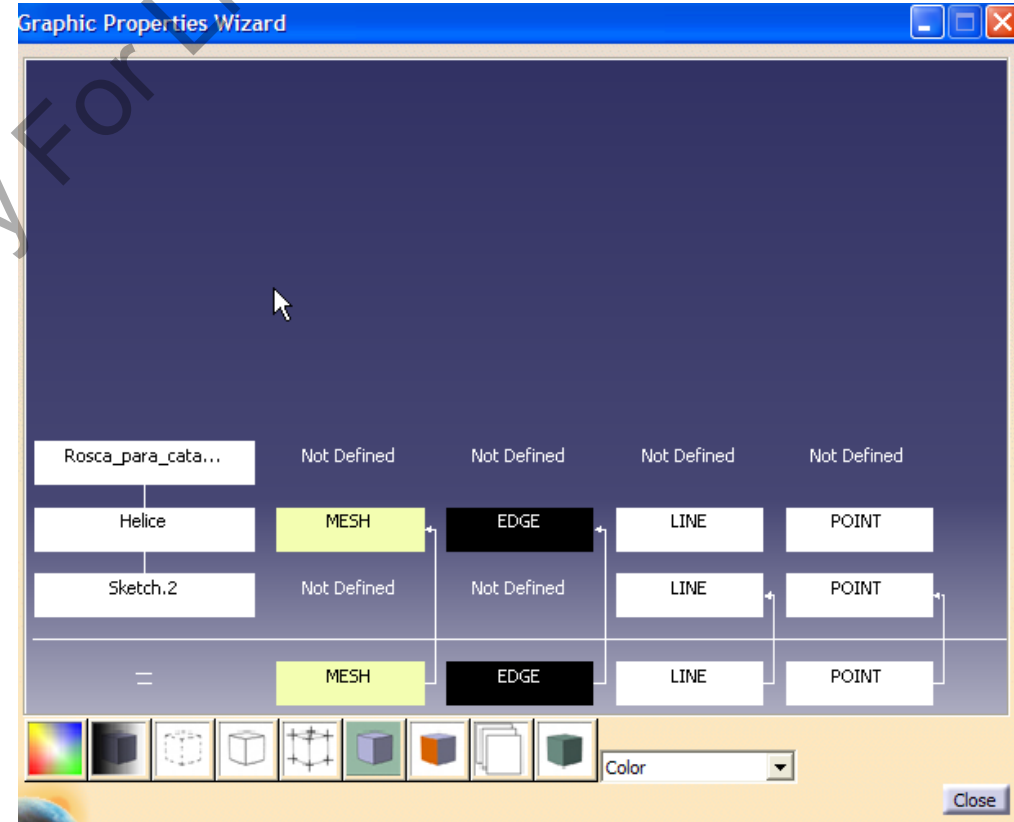 Graphic Properties Wizard
y For L
Rosca_para_cata... Not Defined Not Defined Not Defined Not Defined
Helice MESH EDGE LINE POINT
Sketch.2 Not Defined Not Defined LINE POINT
= MESH EDGE LINE POINT
Color
Close